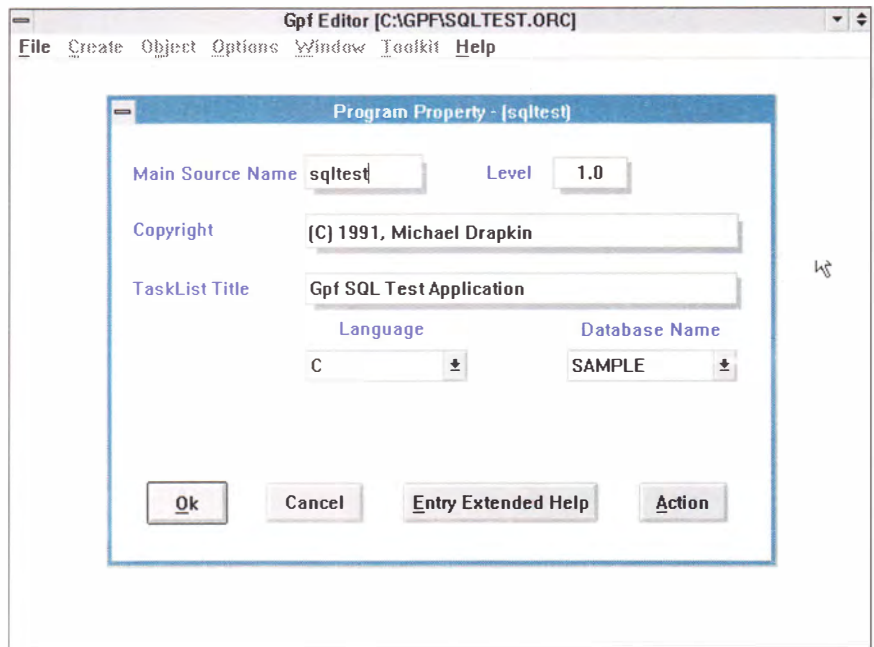 Gpf Editor [C:\GPF\SQLTEST.ORC]
File Create Object Options Window Toolkit Help
Program Property - (sqltest)
Main Source Name sqltest Level 1.0
Copyright (C) 1991, Michael Drapkin
TaskList Title Gpf SQL Test Application
Language Database Name
C SAMPLE
Ok Cancel Entry Extended Help Action